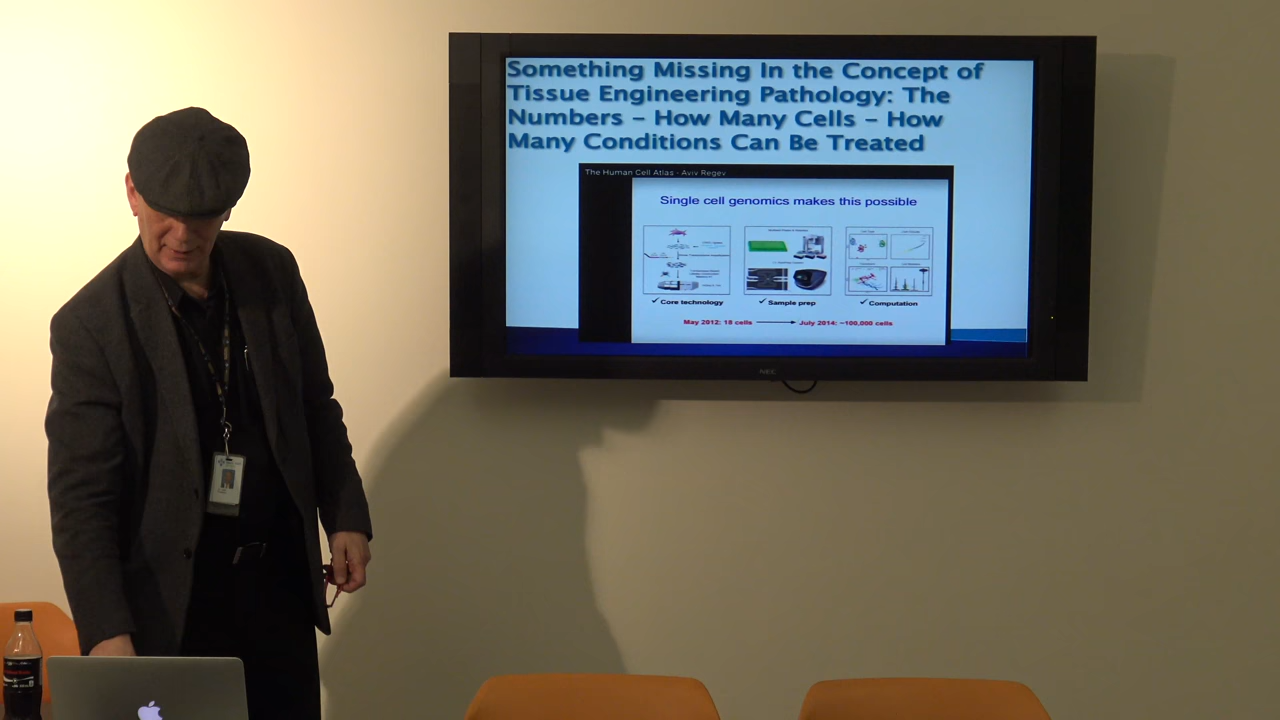 Something Missing In the Concept of
Tissue Engineering Pathology: The
Numbers – How Many Cells – How
Many Conditions Can Be Treated
The Human Cell Atlas - Aviv Regev
Single cell genomics makes this possible
✓ Core technology
✓ Sample prep
✓ Computation
May 2012: 18 cells
July 2014: ~100,000 cells
NEC